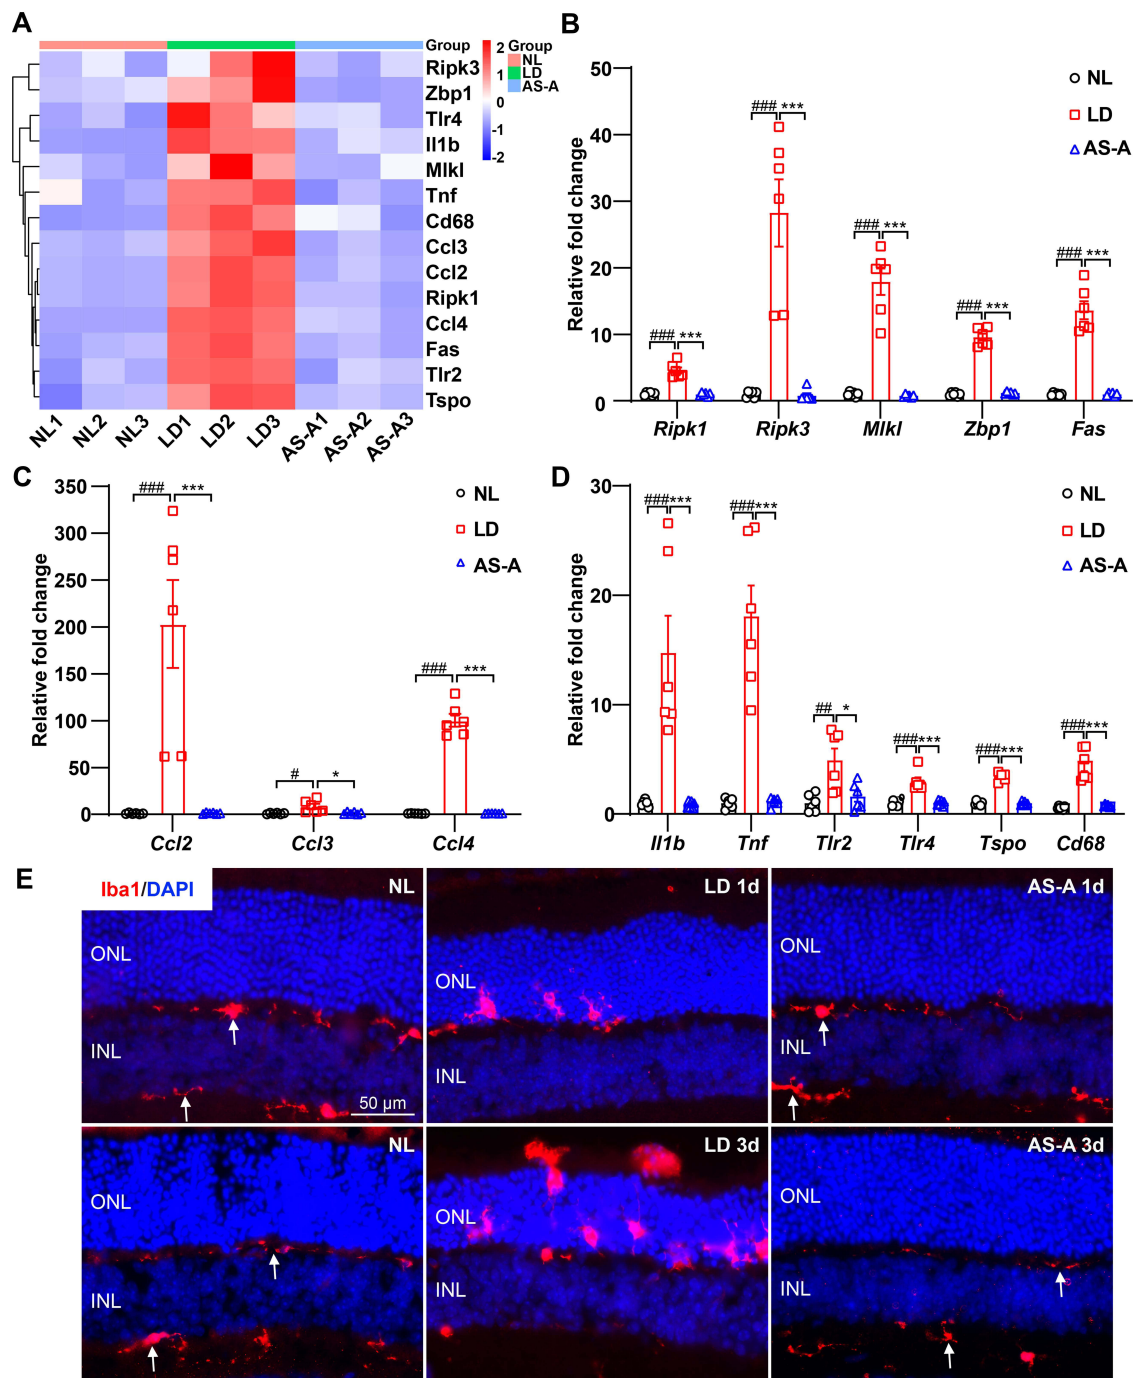 A
Group
Ripk3
Zbp1
Tlr4
Il1b
Mlkl
Tnf
Cd68
Ccl3
Ccl2
Ripk1
Ccl4
Fas
Tlr2
Tspo
NL1 NL2 NL3 LD1 LD2 LD3 AS-A1 AS-A2 AS-A3
2
1
0
-1
-2
Group
NL
LD
AS-A
B
Relative fold change
50
40
30
20
10
0
### *** ### *** ### *** ### *** ### ***
NL
LD
AS-A
Ripk1 Ripk3 Mlkl Zbp1 Fas
C
Relative fold change
350
300
250
200
150
100
50
0
### *** # * ### ***
NL
LD
AS-A
Ccl2 Ccl3 Ccl4
D
Relative fold change
30
20
10
0
### *** ### *** ## * ### *** ### *** ### ***
NL
LD
AS-A
Il1b Tnf Tlr2 Tlr4 Tspo Cd68
E
Iba1/DAPI NL
ONL
INL
50 µm
LD 1d
ONL
INL
AS-A 1d
ONL
INL
NL
ONL
INL
LD 3d
ONL
INL
AS-A 3d
ONL
INL